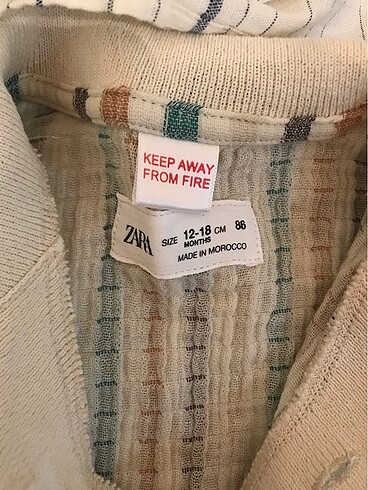 KEEP AWAY
FROM FIRE
ZARA SIZE 12-18 CM 86
MONTHS
MADE IN MOROCCO